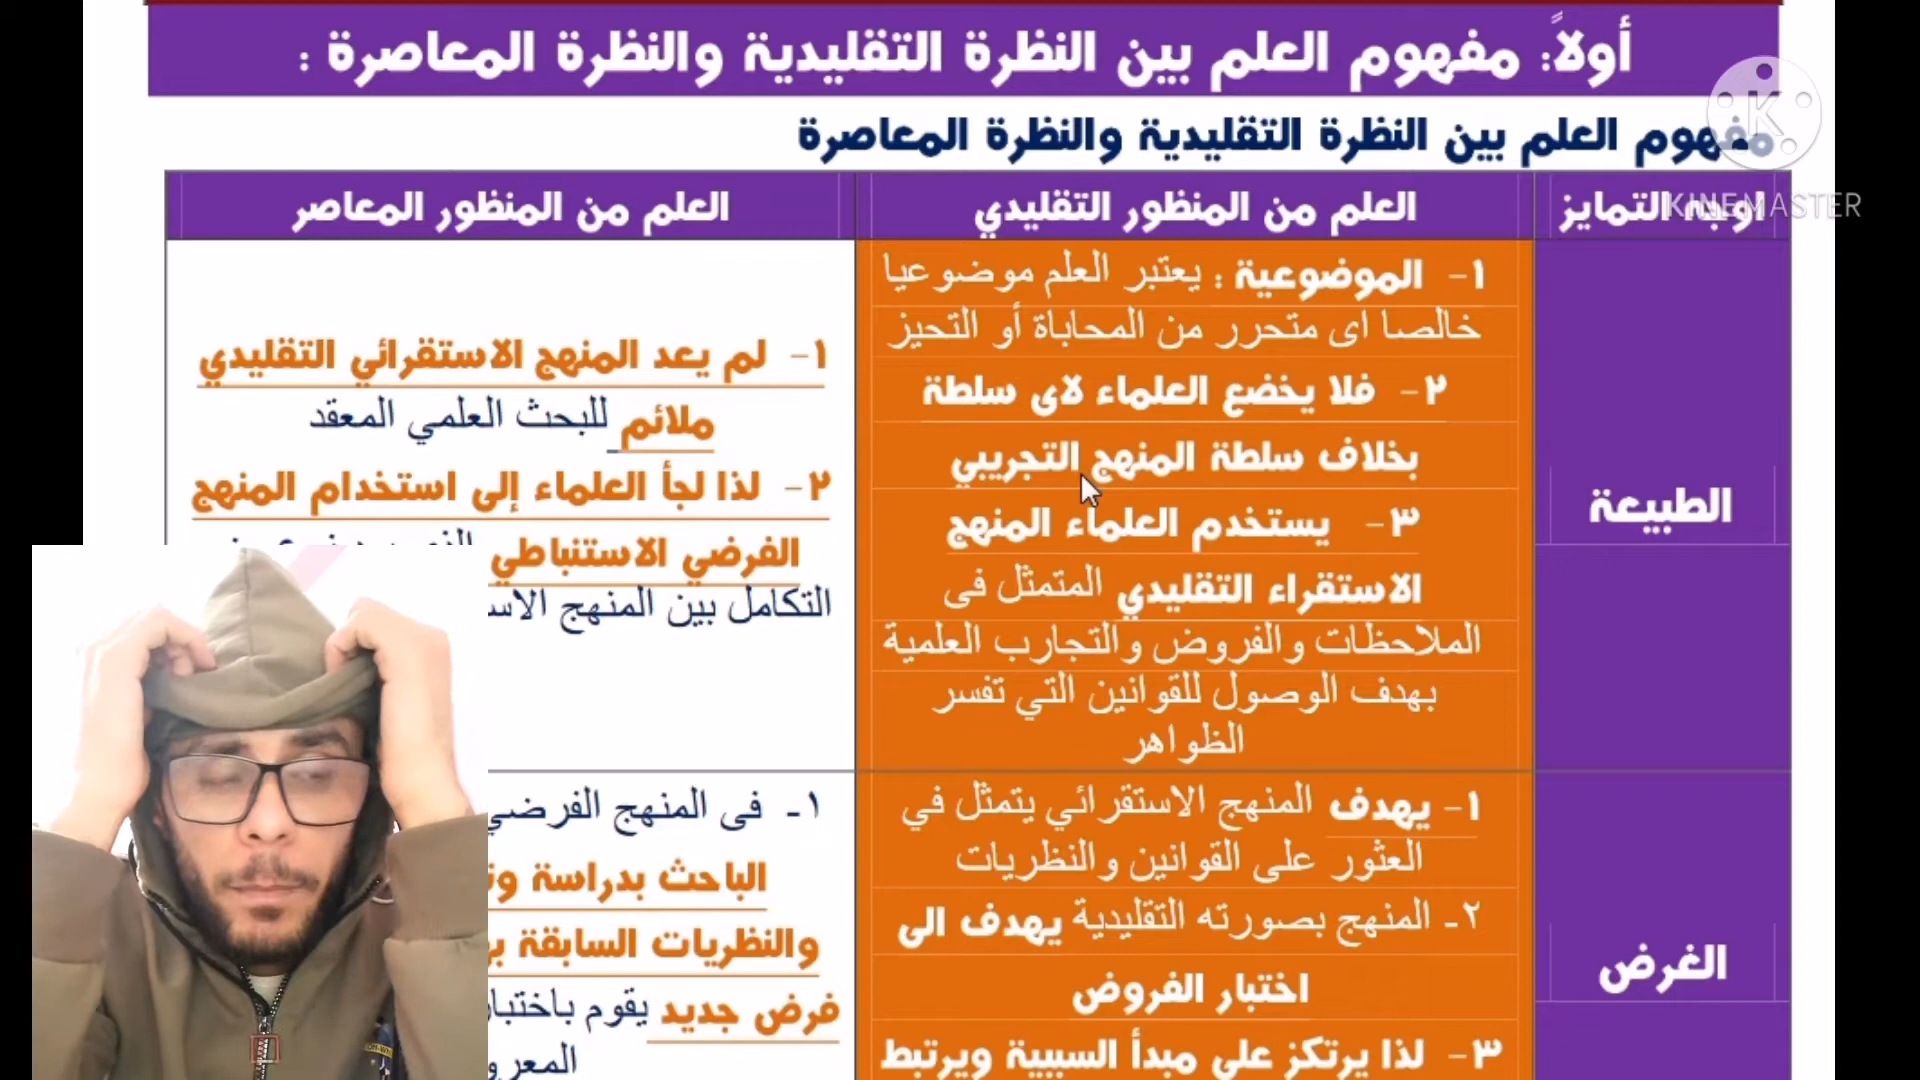 أولاً: مفهوم العلم بين النظرة التقليدية والنظرة المعاصرة :
مفهوم العلم بين النظرة التقليدية والنظرة المعاصرة
KINEMASTER
اوجه التمايز
العلم من المنظور التقليدي
العلم من المنظور المعاصر
الطبيعة
١- الموضوعية : يعتبر العلم موضوعيا
خالصا اى متحرر من المحاباة أو التحيز
٢- فلا يخضع العلماء لاى سلطة
بخلاف سلطة المنهج التجريبي
٣- يستخدم العلماء المنهج
الاستقراء التقليدي المتمثل فى
الملاحظات والفروض والتجارب العلمية
بهدف الوصول للقوانين التي تفسر
الظواهر
١- لم يعد المنهج الاستقرائي التقليدي
ملائم للبحث العلمي المعقد
٢- لذا لجأ العلماء إلى استخدام المنهج
الفرضي الاستنباطي
التكامل بين المنهج
الغرض
١- يهدف المنهج الاستقرائي يتمثل في
العثور على القوانين والنظريات
٢- المنهج بصورته التقليدية يهدف الى
اختبار الفروض
٣- لذا يرتكز علي مبدأ السببية ويرتبط
١- فى المنهج الفرضي
الباحث بدراسة
والنظريات السابقة
فرض جديد يقوم